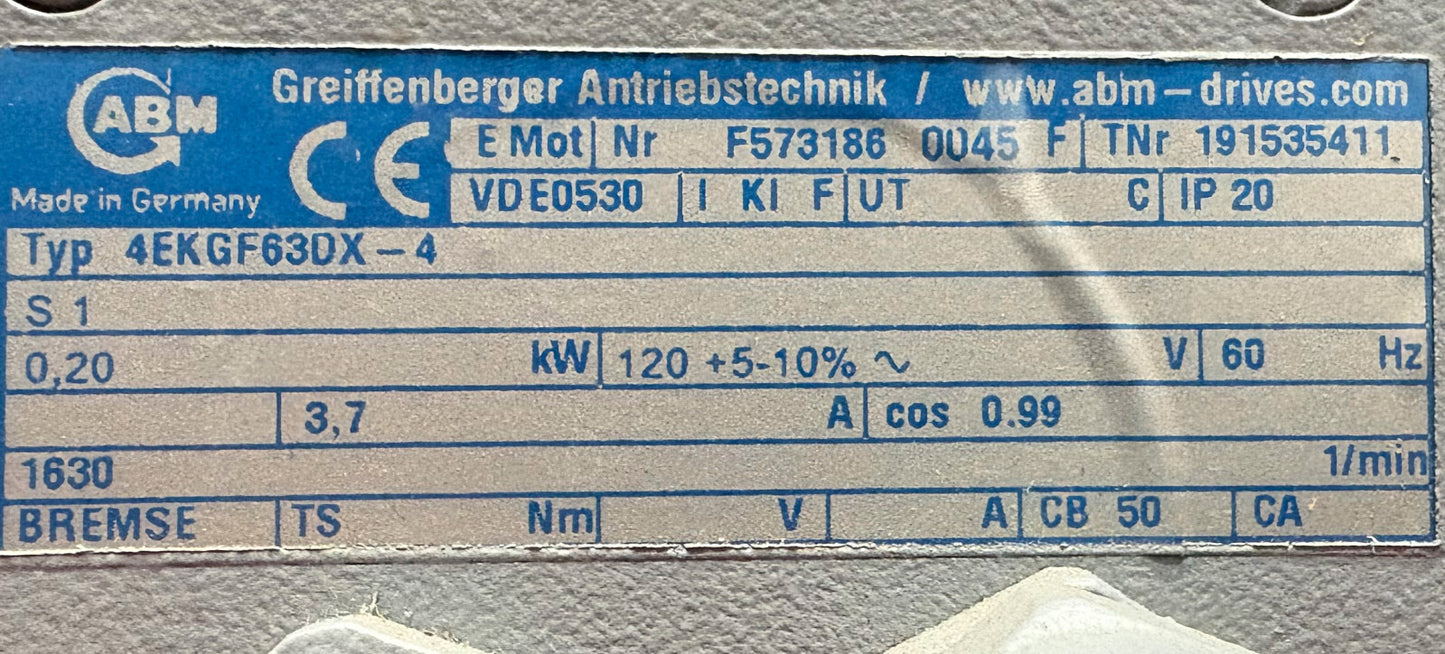 ABM
Greiffenberger Antriebstechnik / www.abm-drives.com
Made in Germany
CE
E Mot Nr F573186 0045 F TNr 191535411
VDE0530 I KI F UT C IP 20
Typ 4EKGF63DX-4
S 1
0,20 kW 120 +5-10% ~ V 60 Hz
3,7 A cos 0.99
1630 1/min
BREMSE TS Nm V A CB 50 CA